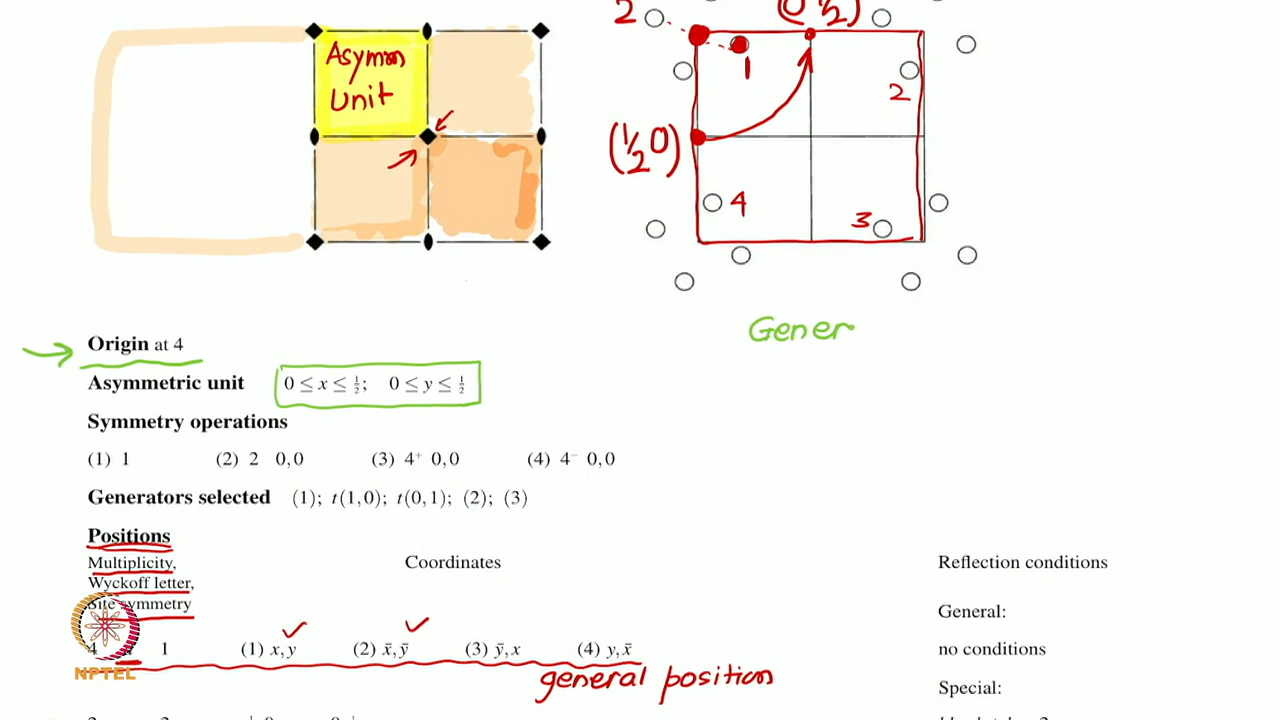 2
(0 ½)
Asymm
Unit
1
2
(½ 0)
4
3
Gener
Origin at 4
Asymmetric unit 0 ≤ x ≤ ½; 0 ≤ y ≤ ½
Symmetry operations
(1) 1 (2) 2 0,0 (3) 4⁺ 0,0 (4) 4⁻ 0,0
Generators selected (1); t(1,0); t(0,1); (2); (3)
Positions
Multiplicity,
Wyckoff letter,
Site symmetry
Coordinates
Reflection conditions
General:
4 1 (1) x,y (2) x̄,ȳ (3) ȳ,x (4) y,x̄
no conditions
general position
NPTEL
Special: